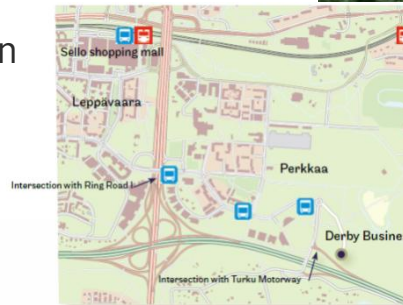 n
Sello shopping mall
Leppävaara
Intersection with Ring Road I
Perkkaa
Derby Busine
Intersection with Turku Motorway